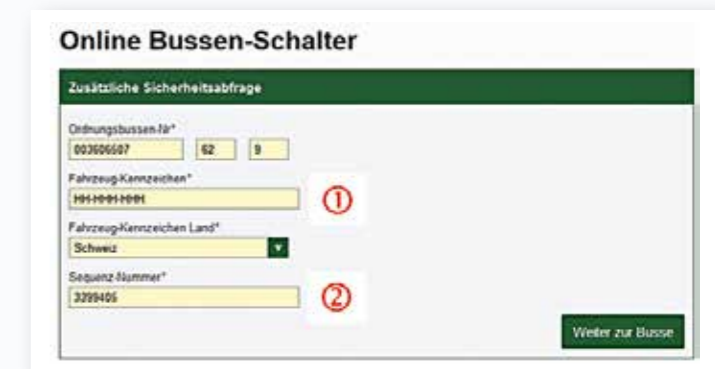 Online Bussen-Schalter
Zusätzliche Sicherheitsabfrage
Ordnungsbussen-Nr*
003606507 62 9
Fahrzeug-Kennzeichen*
①
Fahrzeug-Kennzeichen Land*
Schweiz
Sequenz-Nummer*
3299405 ②
Weiter zur Busse